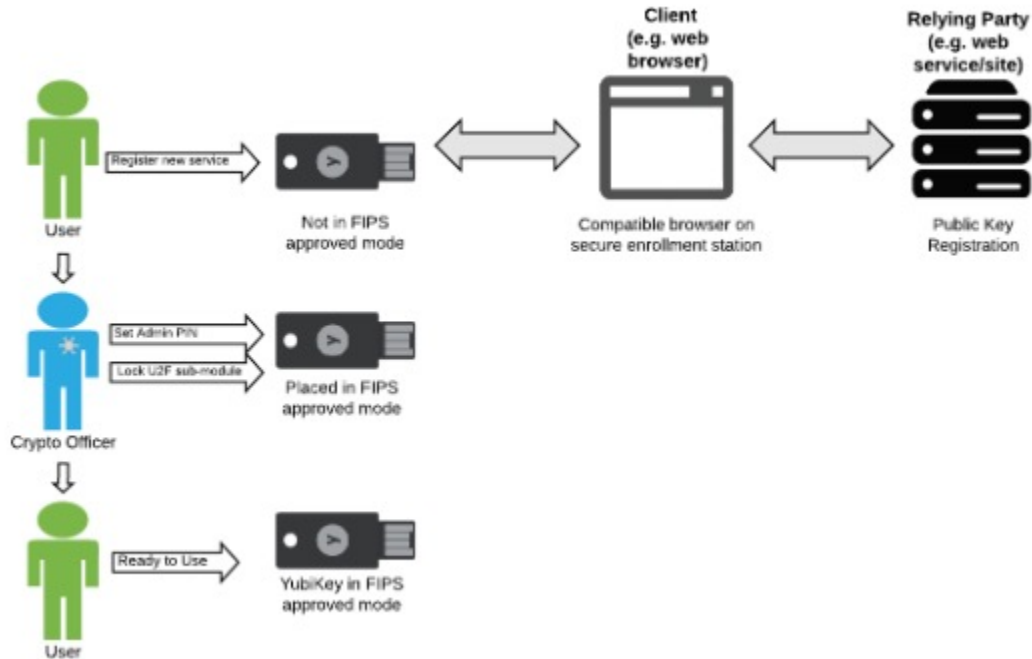 Client
(e.g. web
browser)
Relying Party
(e.g. web
service/site)
Register new service
User
Not in FIPS
approved mode
Compatible browser on
secure enrollment station
Public Key
Registration
Set Admin PIN
Lock U2F sub-module
Placed in FIPS
approved mode
Crypto Officer
Ready to Use
YubiKey in FIPS
approved mode
User